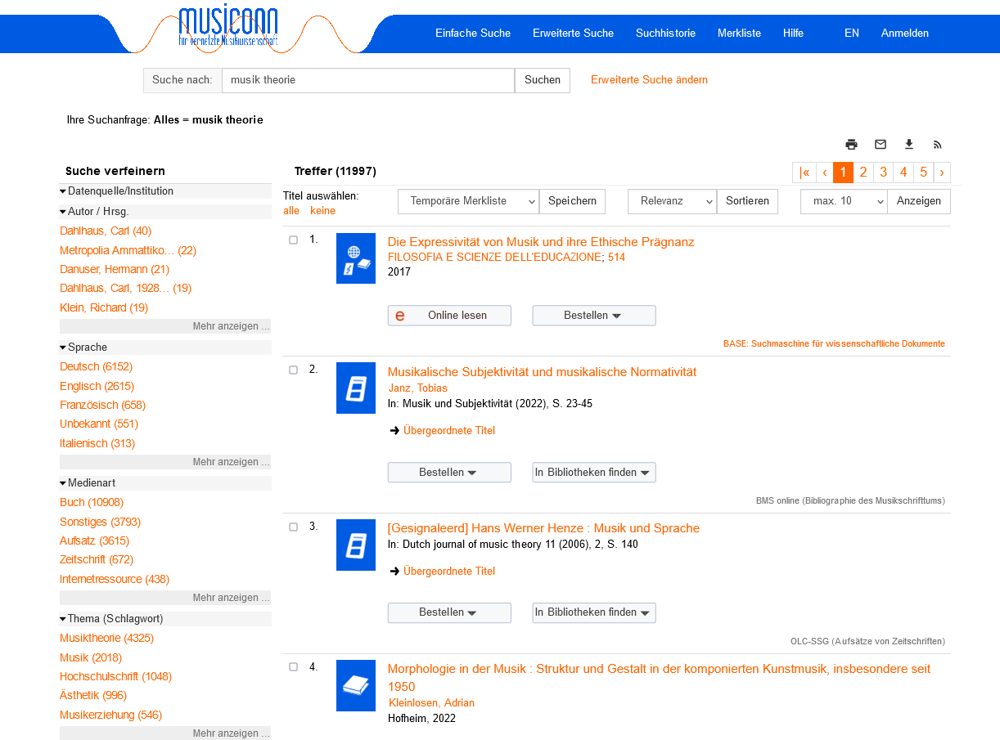 musiconn
für vernetzte Musikwissenschaft
Einfache Suche Erweiterte Suche Suchhistorie Merkliste Hilfe EN Anmelden
Suche nach: musik theorie Suchen Erweiterte Suche ändern
Ihre Suchanfrage: Alles = musik theorie
Suche verfeinern
Datenquelle/Institution
Autor / Hrsg.
Dahlhaus, Carl (40)
Metropolia Ammattiko... (22)
Danuser, Hermann (21)
Dahlhaus, Carl, 1928... (19)
Klein, Richard (19)
Mehr anzeigen ...
Sprache
Deutsch (6152)
Englisch (2615)
Französisch (658)
Unbekannt (551)
Italienisch (313)
Mehr anzeigen ...
Medienart
Buch (10908)
Sonstiges (3793)
Aufsatz (3615)
Zeitschrift (672)
Internetressource (438)
Mehr anzeigen ...
Thema (Schlagwort)
Musiktheorie (4325)
Musik (2018)
Hochschulschrift (1048)
Ästhetik (996)
Musikerziehung (546)
Mehr anzeigen ...
Treffer (11997)
|« ‹ 1 2 3 4 5 ›
Titel auswählen:
alle keine
Temporäre Merkliste Speichern Relevanz Sortieren max. 10 Anzeigen
1. Die Expressivität von Musik und ihre Ethische Prägnanz
FILOSOFIA E SCIENZE DELL'EDUCAZIONE; 514
2017
e Online lesen Bestellen
BASE: Suchmaschine für wissenschaftliche Dokumente
2. Musikalische Subjektivität und musikalische Normativität
Janz, Tobias
In: Musik und Subjektivität (2022), S. 23-45
Übergeordnete Titel
Bestellen In Bibliotheken finden
BMS online (Bibliographie des Musikschrifttums)
3. [Gesignaleerd] Hans Werner Henze : Musik und Sprache
In: Dutch journal of music theory 11 (2006), 2, S. 140
Übergeordnete Titel
Bestellen In Bibliotheken finden
OLC-SSG (Aufsätze von Zeitschriften)
4. Morphologie in der Musik : Struktur und Gestalt in der komponierten Kunstmusik, insbesondere seit
1950
Kleinlosen, Adrian
Hofheim, 2022